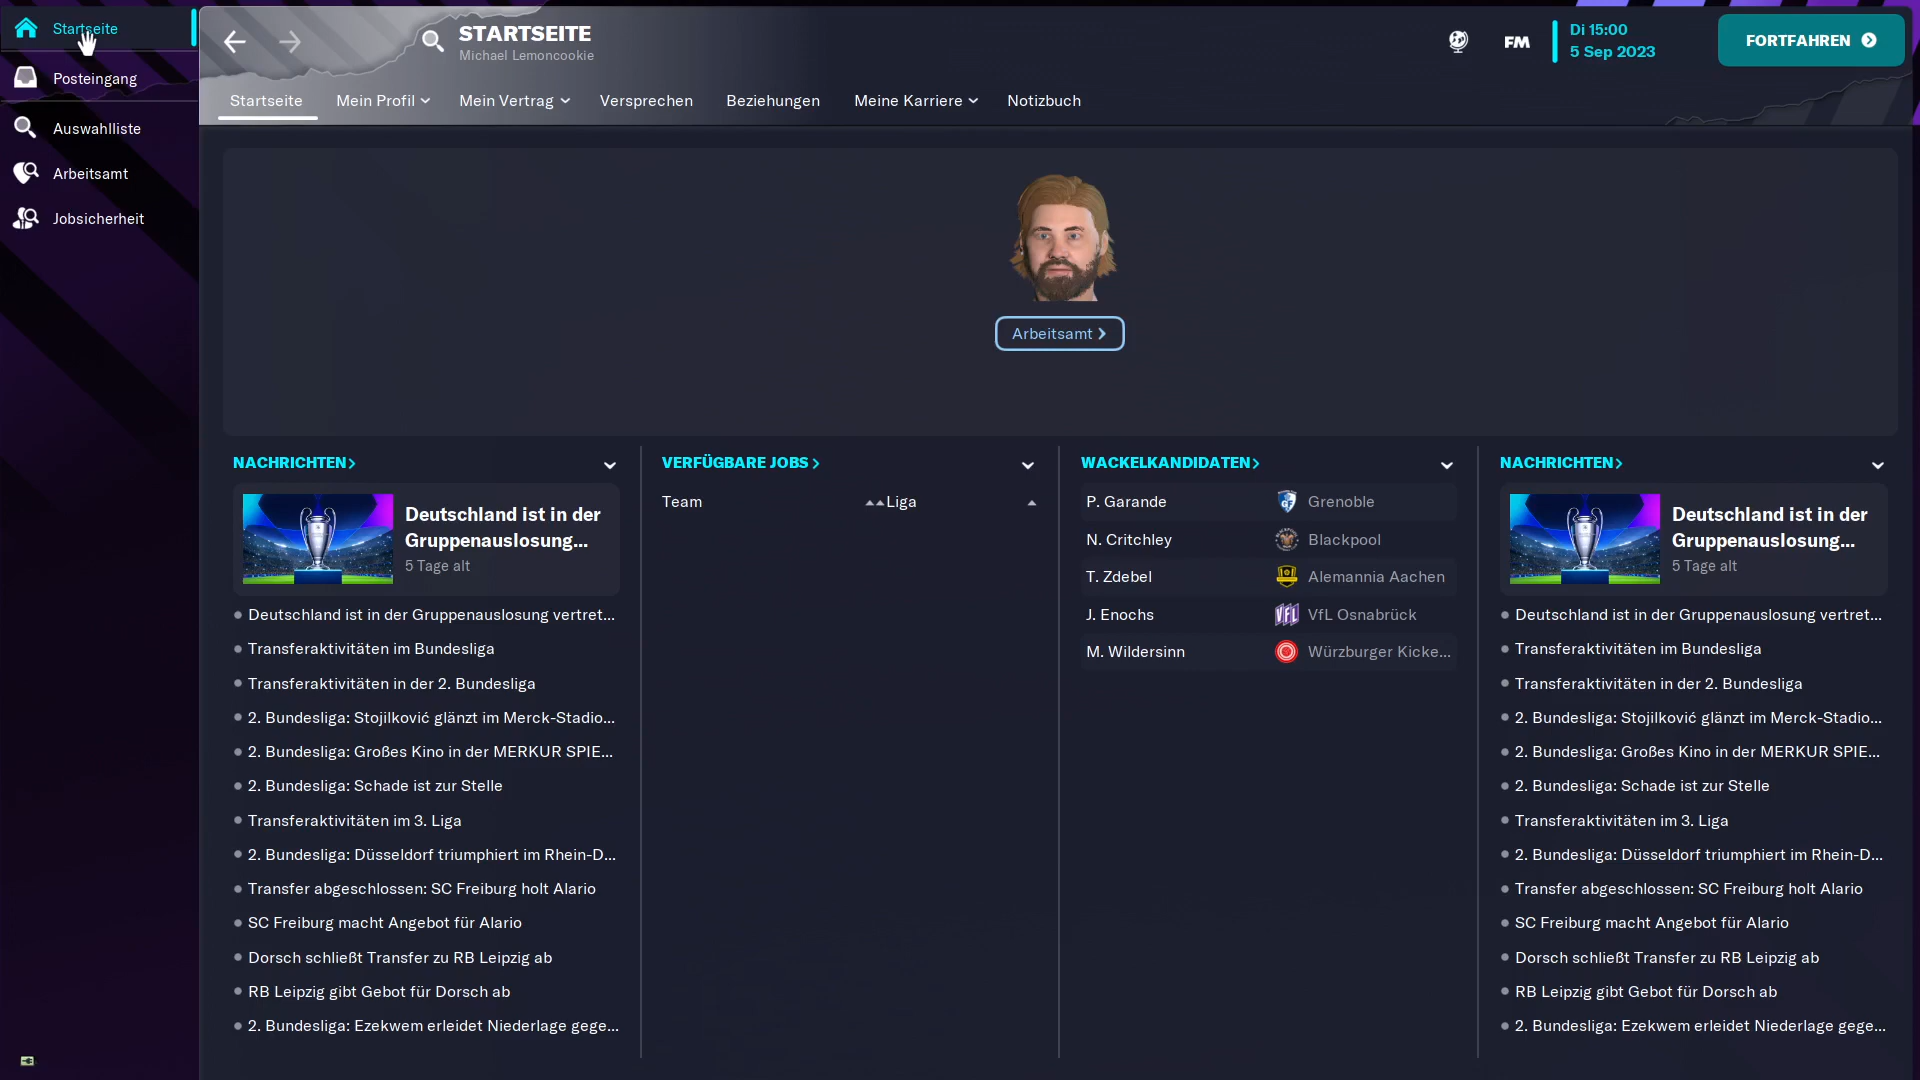 Startseite
Posteingang
Auswahlliste
Arbeitsamt
Jobsicherheit
STARTSEITE
Michael Lemoncookie
FM
Di 15:00
5 Sep 2023
FORTFAHREN
Startseite
Mein Profil
Mein Vertrag
Versprechen
Beziehungen
Meine Karriere
Notizbuch
Arbeitsamt
NACHRICHTEN
Deutschland ist in der
Gruppenauslosung...
5 Tage alt
Deutschland ist in der Gruppenauslosung vertret...
Transferaktivitäten im Bundesliga
Transferaktivitäten in der 2. Bundesliga
2. Bundesliga: Stojilković glänzt im Merck-Stadio...
2. Bundesliga: Großes Kino in der MERKUR SPIE...
2. Bundesliga: Schade ist zur Stelle
Transferaktivitäten im 3. Liga
2. Bundesliga: Düsseldorf triumphiert im Rhein-D...
Transfer abgeschlossen: SC Freiburg holt Alario
SC Freiburg macht Angebot für Alario
Dorsch schließt Transfer zu RB Leipzig ab
RB Leipzig gibt Gebot für Dorsch ab
2. Bundesliga: Ezekwem erleidet Niederlage gege...
VERFÜGBARE JOBS
Team Liga
WACKELKANDIDATEN
P. Garande Grenoble
N. Critchley Blackpool
T. Zdebel Alemannia Aachen
J. Enochs VfL Osnabrück
M. Wildersinn Würzburger Kicke...
NACHRICHTEN
Deutschland ist in der
Gruppenauslosung...
5 Tage alt
Deutschland ist in der Gruppenauslosung vertret...
Transferaktivitäten im Bundesliga
Transferaktivitäten in der 2. Bundesliga
2. Bundesliga: Stojilković glänzt im Merck-Stadio...
2. Bundesliga: Großes Kino in der MERKUR SPIE...
2. Bundesliga: Schade ist zur Stelle
Transferaktivitäten im 3. Liga
2. Bundesliga: Düsseldorf triumphiert im Rhein-D...
Transfer abgeschlossen: SC Freiburg holt Alario
SC Freiburg macht Angebot für Alario
Dorsch schließt Transfer zu RB Leipzig ab
RB Leipzig gibt Gebot für Dorsch ab
2. Bundesliga: Ezekwem erleidet Niederlage gege...